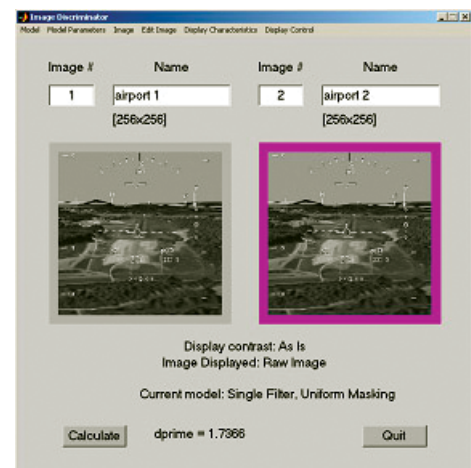 Image Discriminator
Model Model Parameters Image Edit Image Display Characteristics Display Control
Image # Name Image # Name
1 airport 1 2 airport 2
[256x256] [256x256]
Display contrast: As Is
Image Displayed: Raw Image
Current model: Single Filter, Uniform Masking
Calculate dprime = 1.7366 Quit